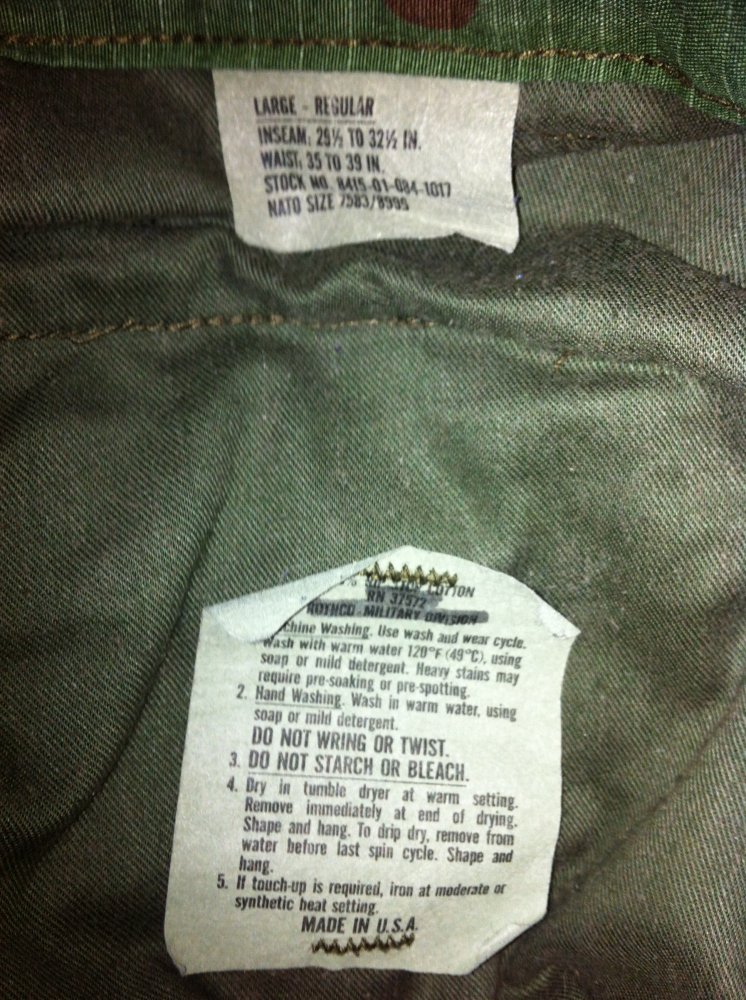 LARGE - REGULAR
INSEAM: 29½ TO 32½ IN.
WAIST: 35 TO 39 IN.
STOCK NO. 8415-01-084-1017
NATO SIZE 7583/8999
COTTON
RN 37577
ROTHCO - MILITARY DIVISION
chine Washing. Use wash and wear cycle.
Wash with warm water 120°F (49°C), using
soap or mild detergent. Heavy stains may
require pre-soaking or pre-spotting.
2. Hand Washing. Wash in warm water, using
soap or mild detergent.
DO NOT WRING OR TWIST.
3. DO NOT STARCH OR BLEACH.
4. Dry in tumble dryer at warm setting.
Remove immediately at end of drying.
Shape and hang. To drip dry, remove from
water before last spin cycle. Shape and
hang.
5. If touch-up is required, iron at moderate or
synthetic heat setting.
MADE IN U.S.A.